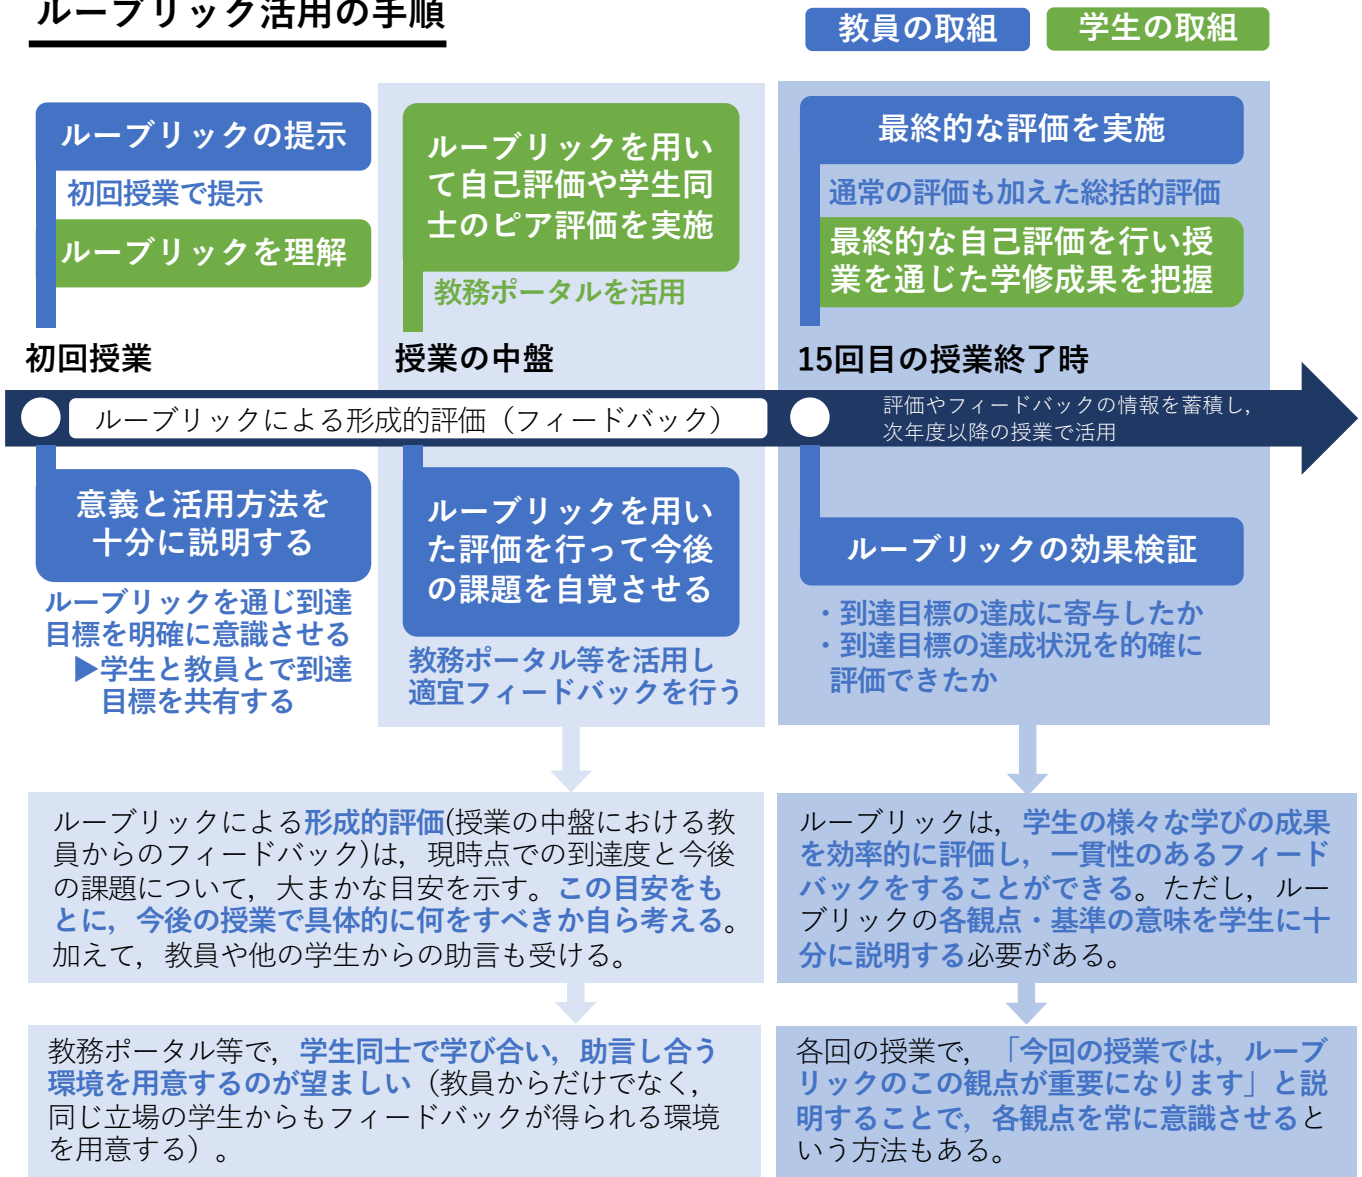 ルーブリック活用の手順
教員の取組
学生の取組
ルーブリックの提示
初回授業で提示
ルーブリックを理解
初回授業
ルーブリックを用い
て自己評価や学生同
士のピア評価を実施
教務ポータルを活用
授業の中盤
最終的な評価を実施
通常の評価も加えた総括的評価
最終的な自己評価を行い授
業を通じた学修成果を把握
15回目の授業終了時
ルーブリックによる形成的評価（フィードバック）
評価やフィードバックの情報を蓄積し，
次年度以降の授業で活用
意義と活用方法を
十分に説明する
ルーブリックを通じ到達
目標を明確に意識させる
▶学生と教員とで到達
目標を共有する
ルーブリックを用い
た評価を行って今後
の課題を自覚させる
教務ポータル等を活用し
適宜フィードバックを行う
ルーブリックの効果検証
・到達目標の達成に寄与したか
・到達目標の達成状況を的確に
評価できたか
ルーブリックによる形成的評価(授業の中盤における教
員からのフィードバック)は，現時点での到達度と今後
の課題について，大まかな目安を示す。この目安をも
とに，今後の授業で具体的に何をすべきか自ら考える。
加えて，教員や他の学生からの助言も受ける。
ルーブリックは，学生の様々な学びの成果
を効率的に評価し，一貫性のあるフィード
バックをすることができる。ただし，ルー
ブリックの各観点・基準の意味を学生に十
分に説明する必要がある。
教務ポータル等で，学生同士で学び合い，助言し合う
環境を用意するのが望ましい（教員からだけでなく，
同じ立場の学生からもフィードバックが得られる環境
を用意する）。
各回の授業で，「今回の授業では，ルーブ
リックのこの観点が重要になります」と説
明することで，各観点を常に意識させると
いう方法もある。